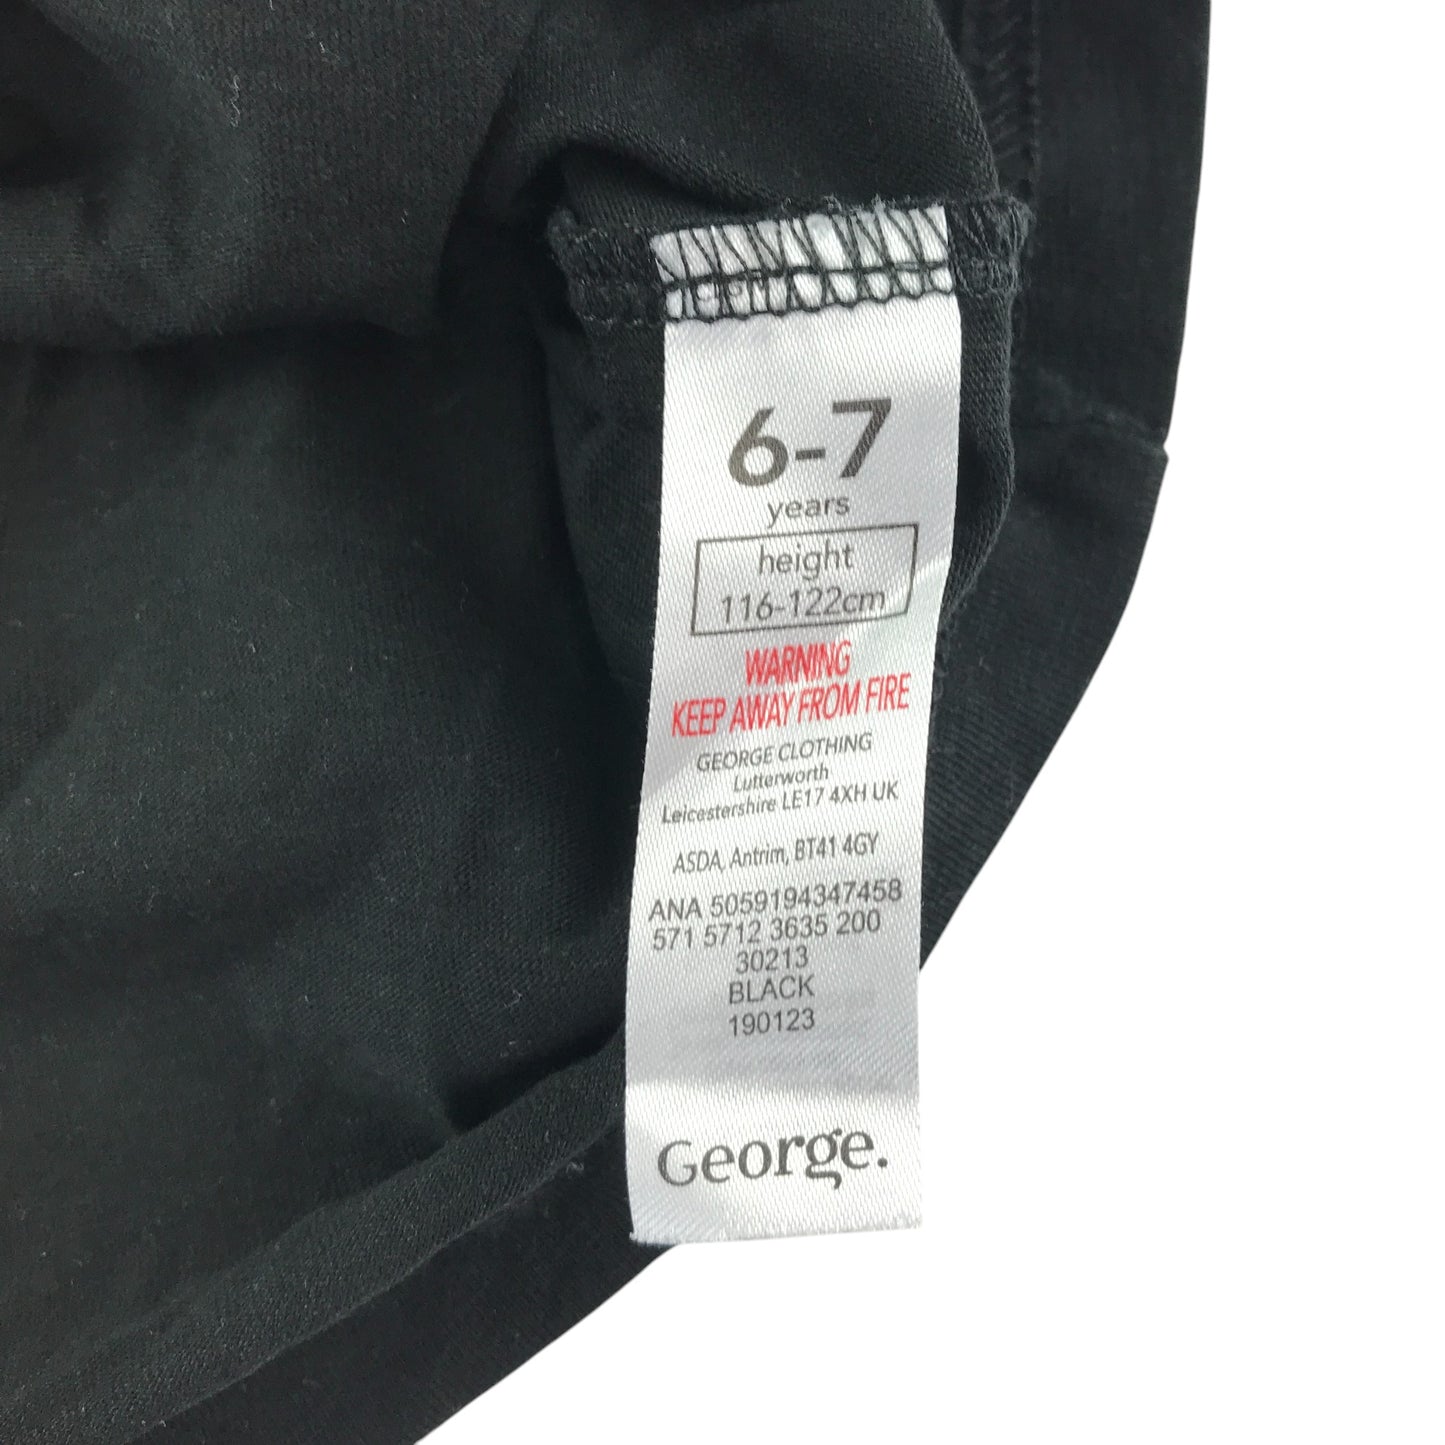 6-7
years
height
116-122cm
WARNING
KEEP AWAY FROM FIRE
GEORGE CLOTHING
Lutterworth
Leicestershire LE17 4XH UK
ASDA, Antrim, BT41 4GY
ANA 5059194347458
571 5712 3635 200
30213
BLACK
190123
George.